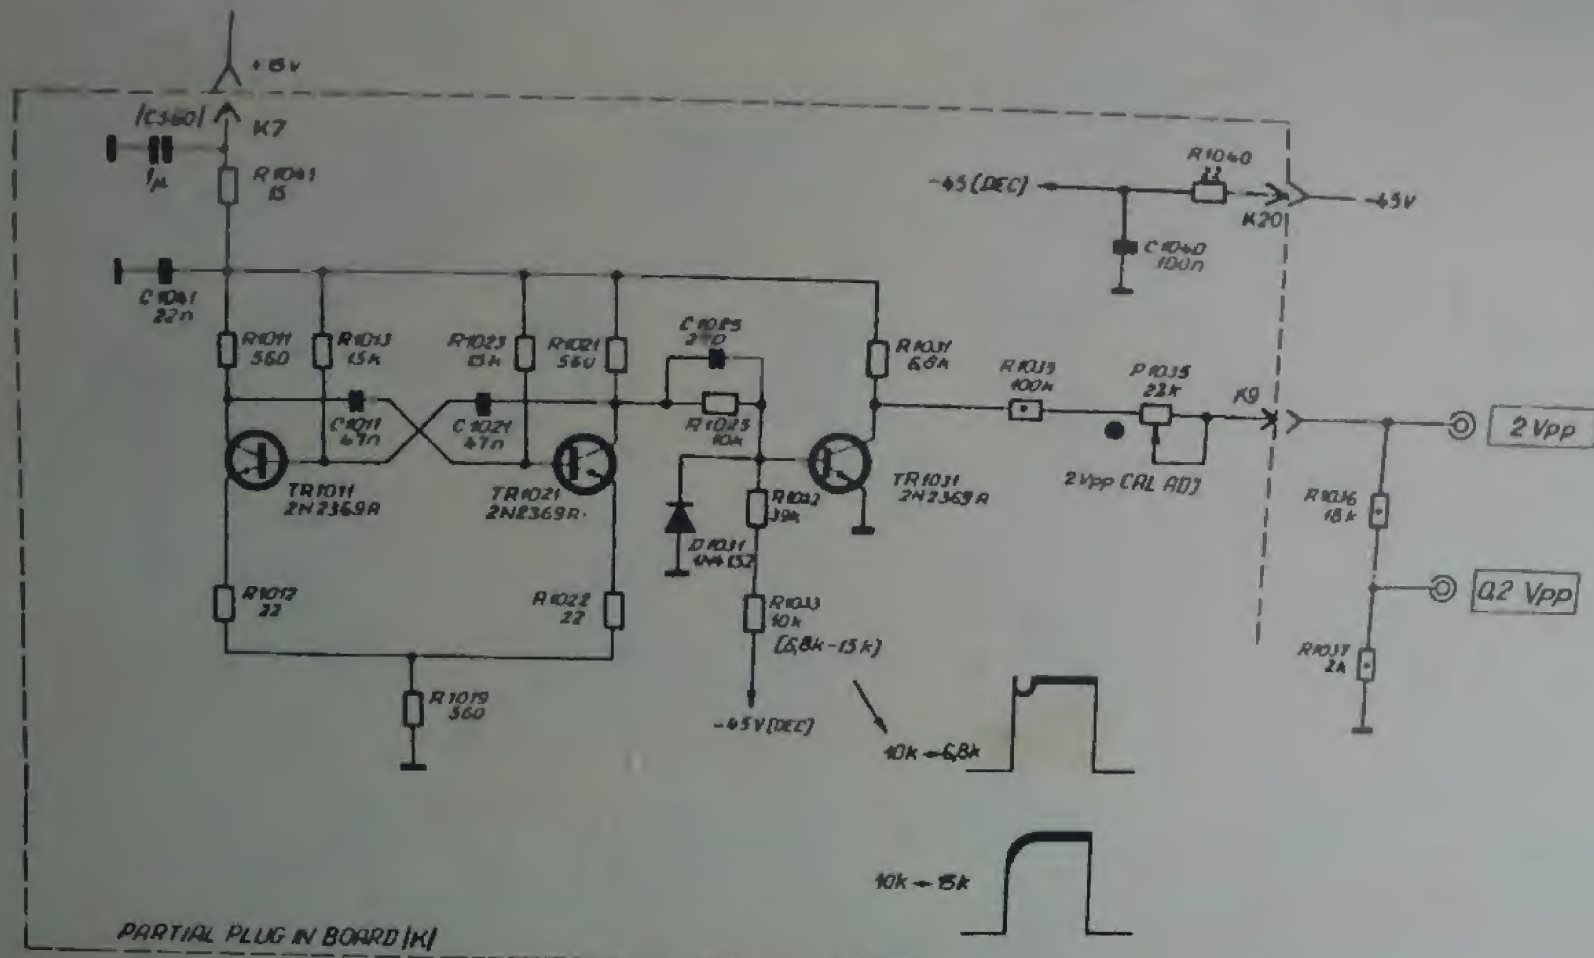 +15V
/C560/
K7
1µ
R1041
15
R1040
22
-45(DEC)
K20
-45V
C1040
100n
C1041
22n
R1011
560
R1013
15k
R1023
15k
R1021
560
C1025
R1031
6,8k
R1035
100k
P1035
22k
K9
2 Vpp
C1011
47n
C1021
47n
R1025
10k
TR1011
2N2369A
TR1021
2N2369A
R1032
39k
TR1031
2N2369A
2Vpp CAL ADJ
R1036
18k
D1031
1N4152
R1012
22
R1022
22
R1033
10k
(6,8k-15k)
0.2 Vpp
R1037
2k
R1019
560
-45V(DEC)
10k→6,8k
10k→15k
PARTIAL PLUG IN BOARD/K/